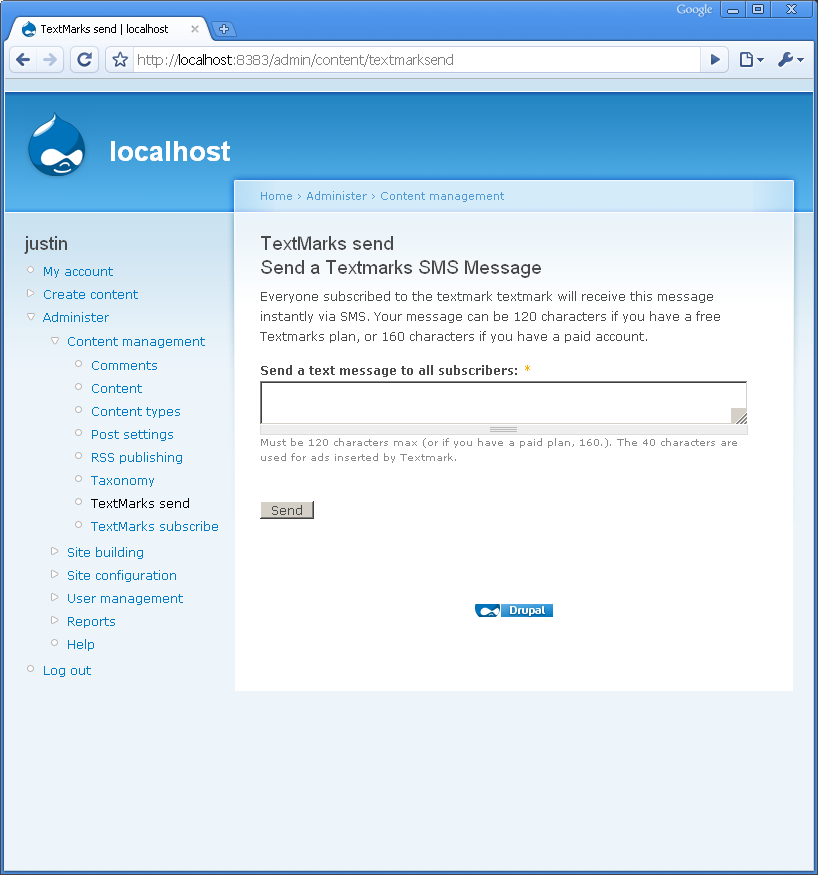 Google
TextMarks send | localhost
http://localhost:8383/admin/content/textmarksend
localhost
Home › Administer › Content management
justin
My account
Create content
Administer
Content management
Comments
Content
Content types
Post settings
RSS publishing
Taxonomy
TextMarks send
TextMarks subscribe
Site building
Site configuration
User management
Reports
Help
Log out
TextMarks send
Send a Textmarks SMS Message
Everyone subscribed to the textmark textmark will receive this message
instantly via SMS. Your message can be 120 characters if you have a free
Textmarks plan, or 160 characters if you have a paid account.
Send a text message to all subscribers: *
Must be 120 characters max (or if you have a paid plan, 160.). The 40 characters are
used for ads inserted by Textmark.
Send
Drupal